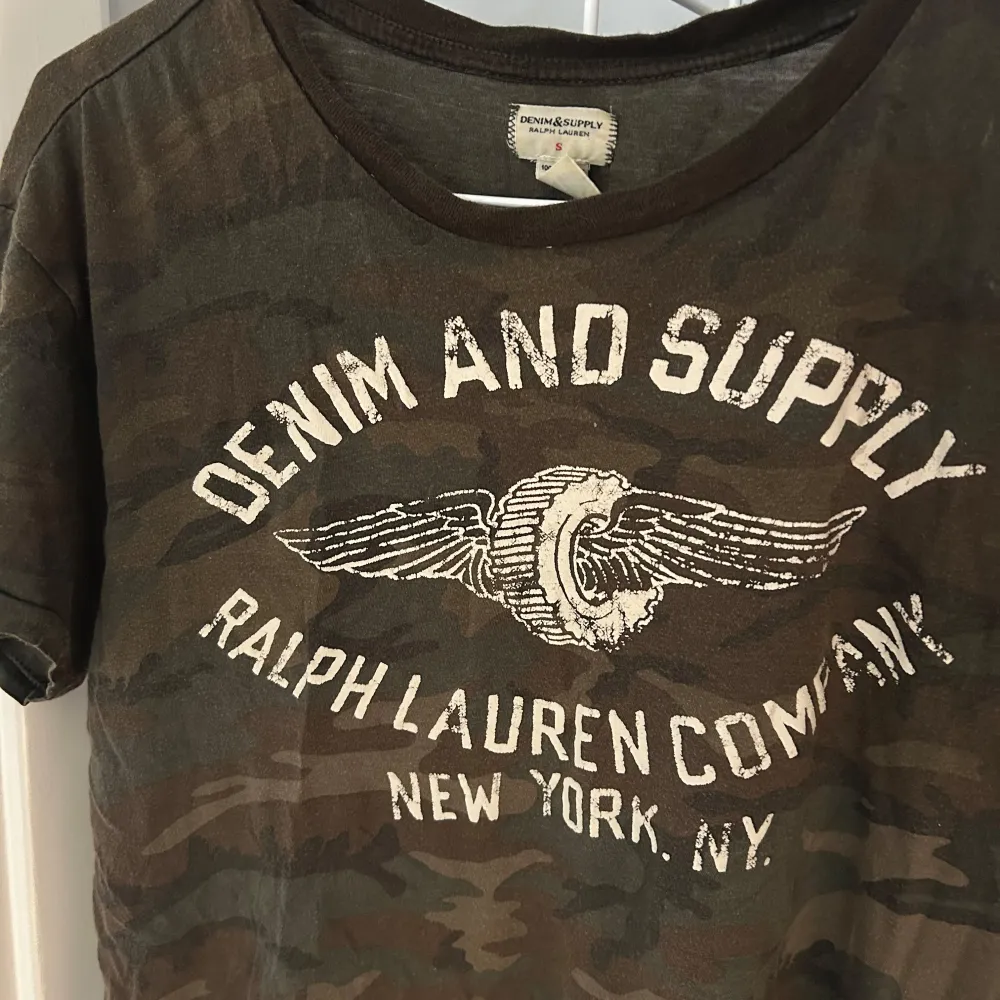 DENIM&SUPPLY
RALPH LAUREN
S
DENIM AND SUPPLY
RALPH LAUREN COMPANY
NEW YORK. NY.